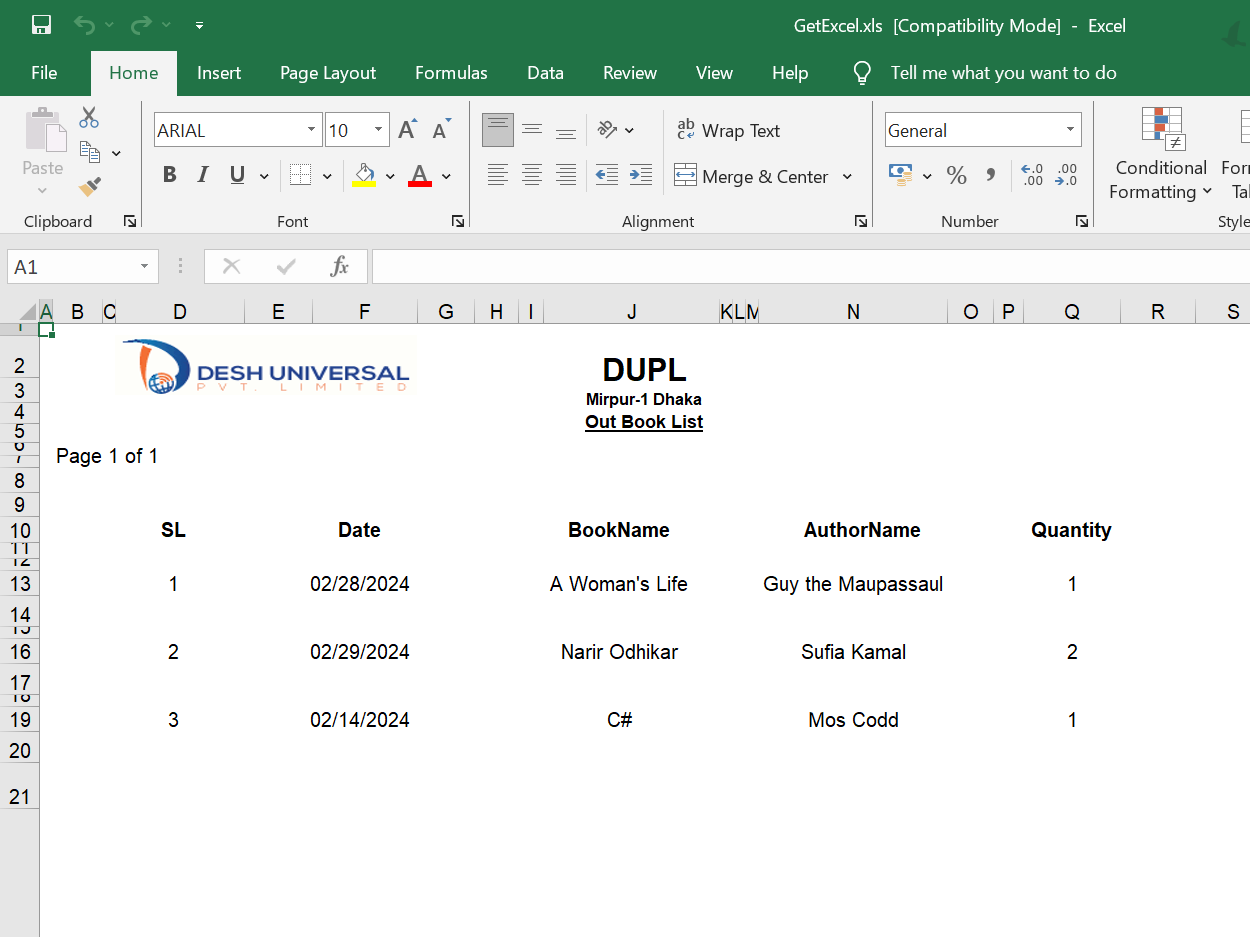 GetExcel.xls [Compatibility Mode] - Excel
File Home Insert Page Layout Formulas Data Review View Help Tell me what you want to do
ARIAL 10 A A ab c Wrap Text General
Paste B I U A Merge & Center % , .0 .00 .00 .0 Conditional Formatting
Clipboard Font Alignment Number
A1 fx
A B C D E F G H I J K L M N O P Q R S
1
2 DESH UNIVERSAL DUPL
PVT. LIMITED
3 Mirpur-1 Dhaka
4 Out Book List
5
6
7 Page 1 of 1
8
9
10 SL Date BookName AuthorName Quantity
11
12
13 1 02/28/2024 A Woman's Life Guy the Maupassaul 1
14
15
16 2 02/29/2024 Narir Odhikar Sufia Kamal 2
17
18
19 3 02/14/2024 C# Mos Codd 1
20
21